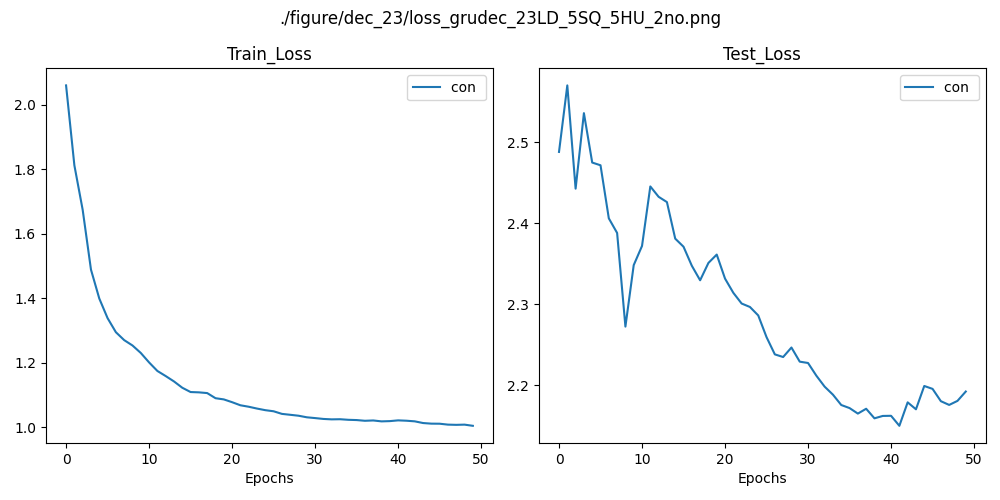 ./figure/dec_23/loss_grudec_23LD_5SQ_5HU_2no.png
Train_Loss
con
2.0
1.8
1.6
1.4
1.2
1.0
0 10 20 30 40 50
Epochs
Test_Loss
con
2.5
2.4
2.3
2.2
0 10 20 30 40 50
Epochs